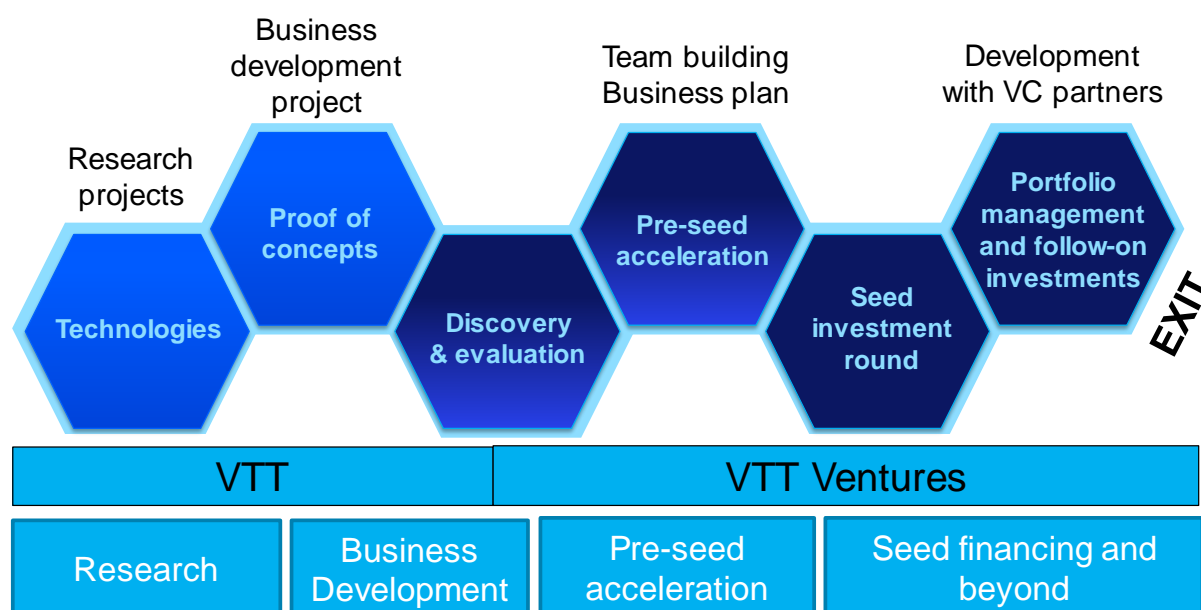 Business
development
project
Team building
Business plan
Development
with VC partners
Research
projects
Technologies
Proof of
concepts
Discovery
& evaluation
Pre-seed
acceleration
Seed
investment
round
Portfolio
management
and follow-on
investments
EXIT
VTT
VTT Ventures
Research
Business
Development
Pre-seed
acceleration
Seed financing and
beyond